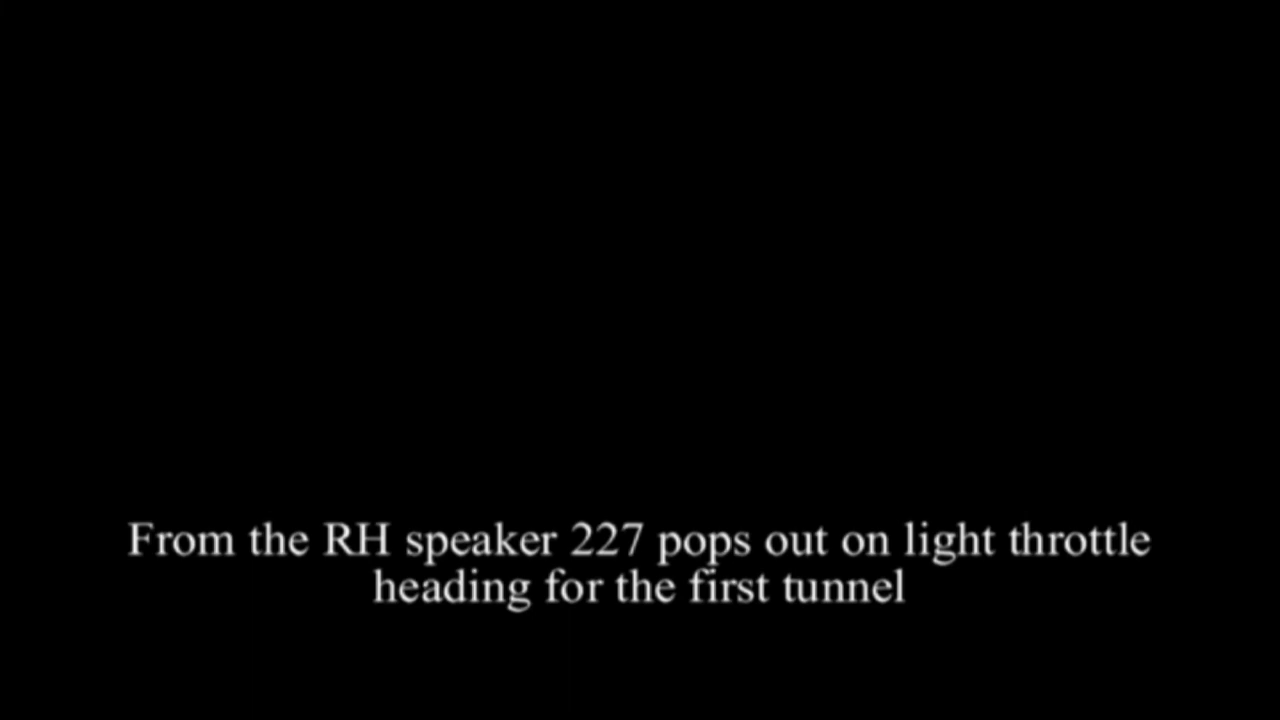 From the RH speaker 227 pops out on light throttle
heading for the first tunnel